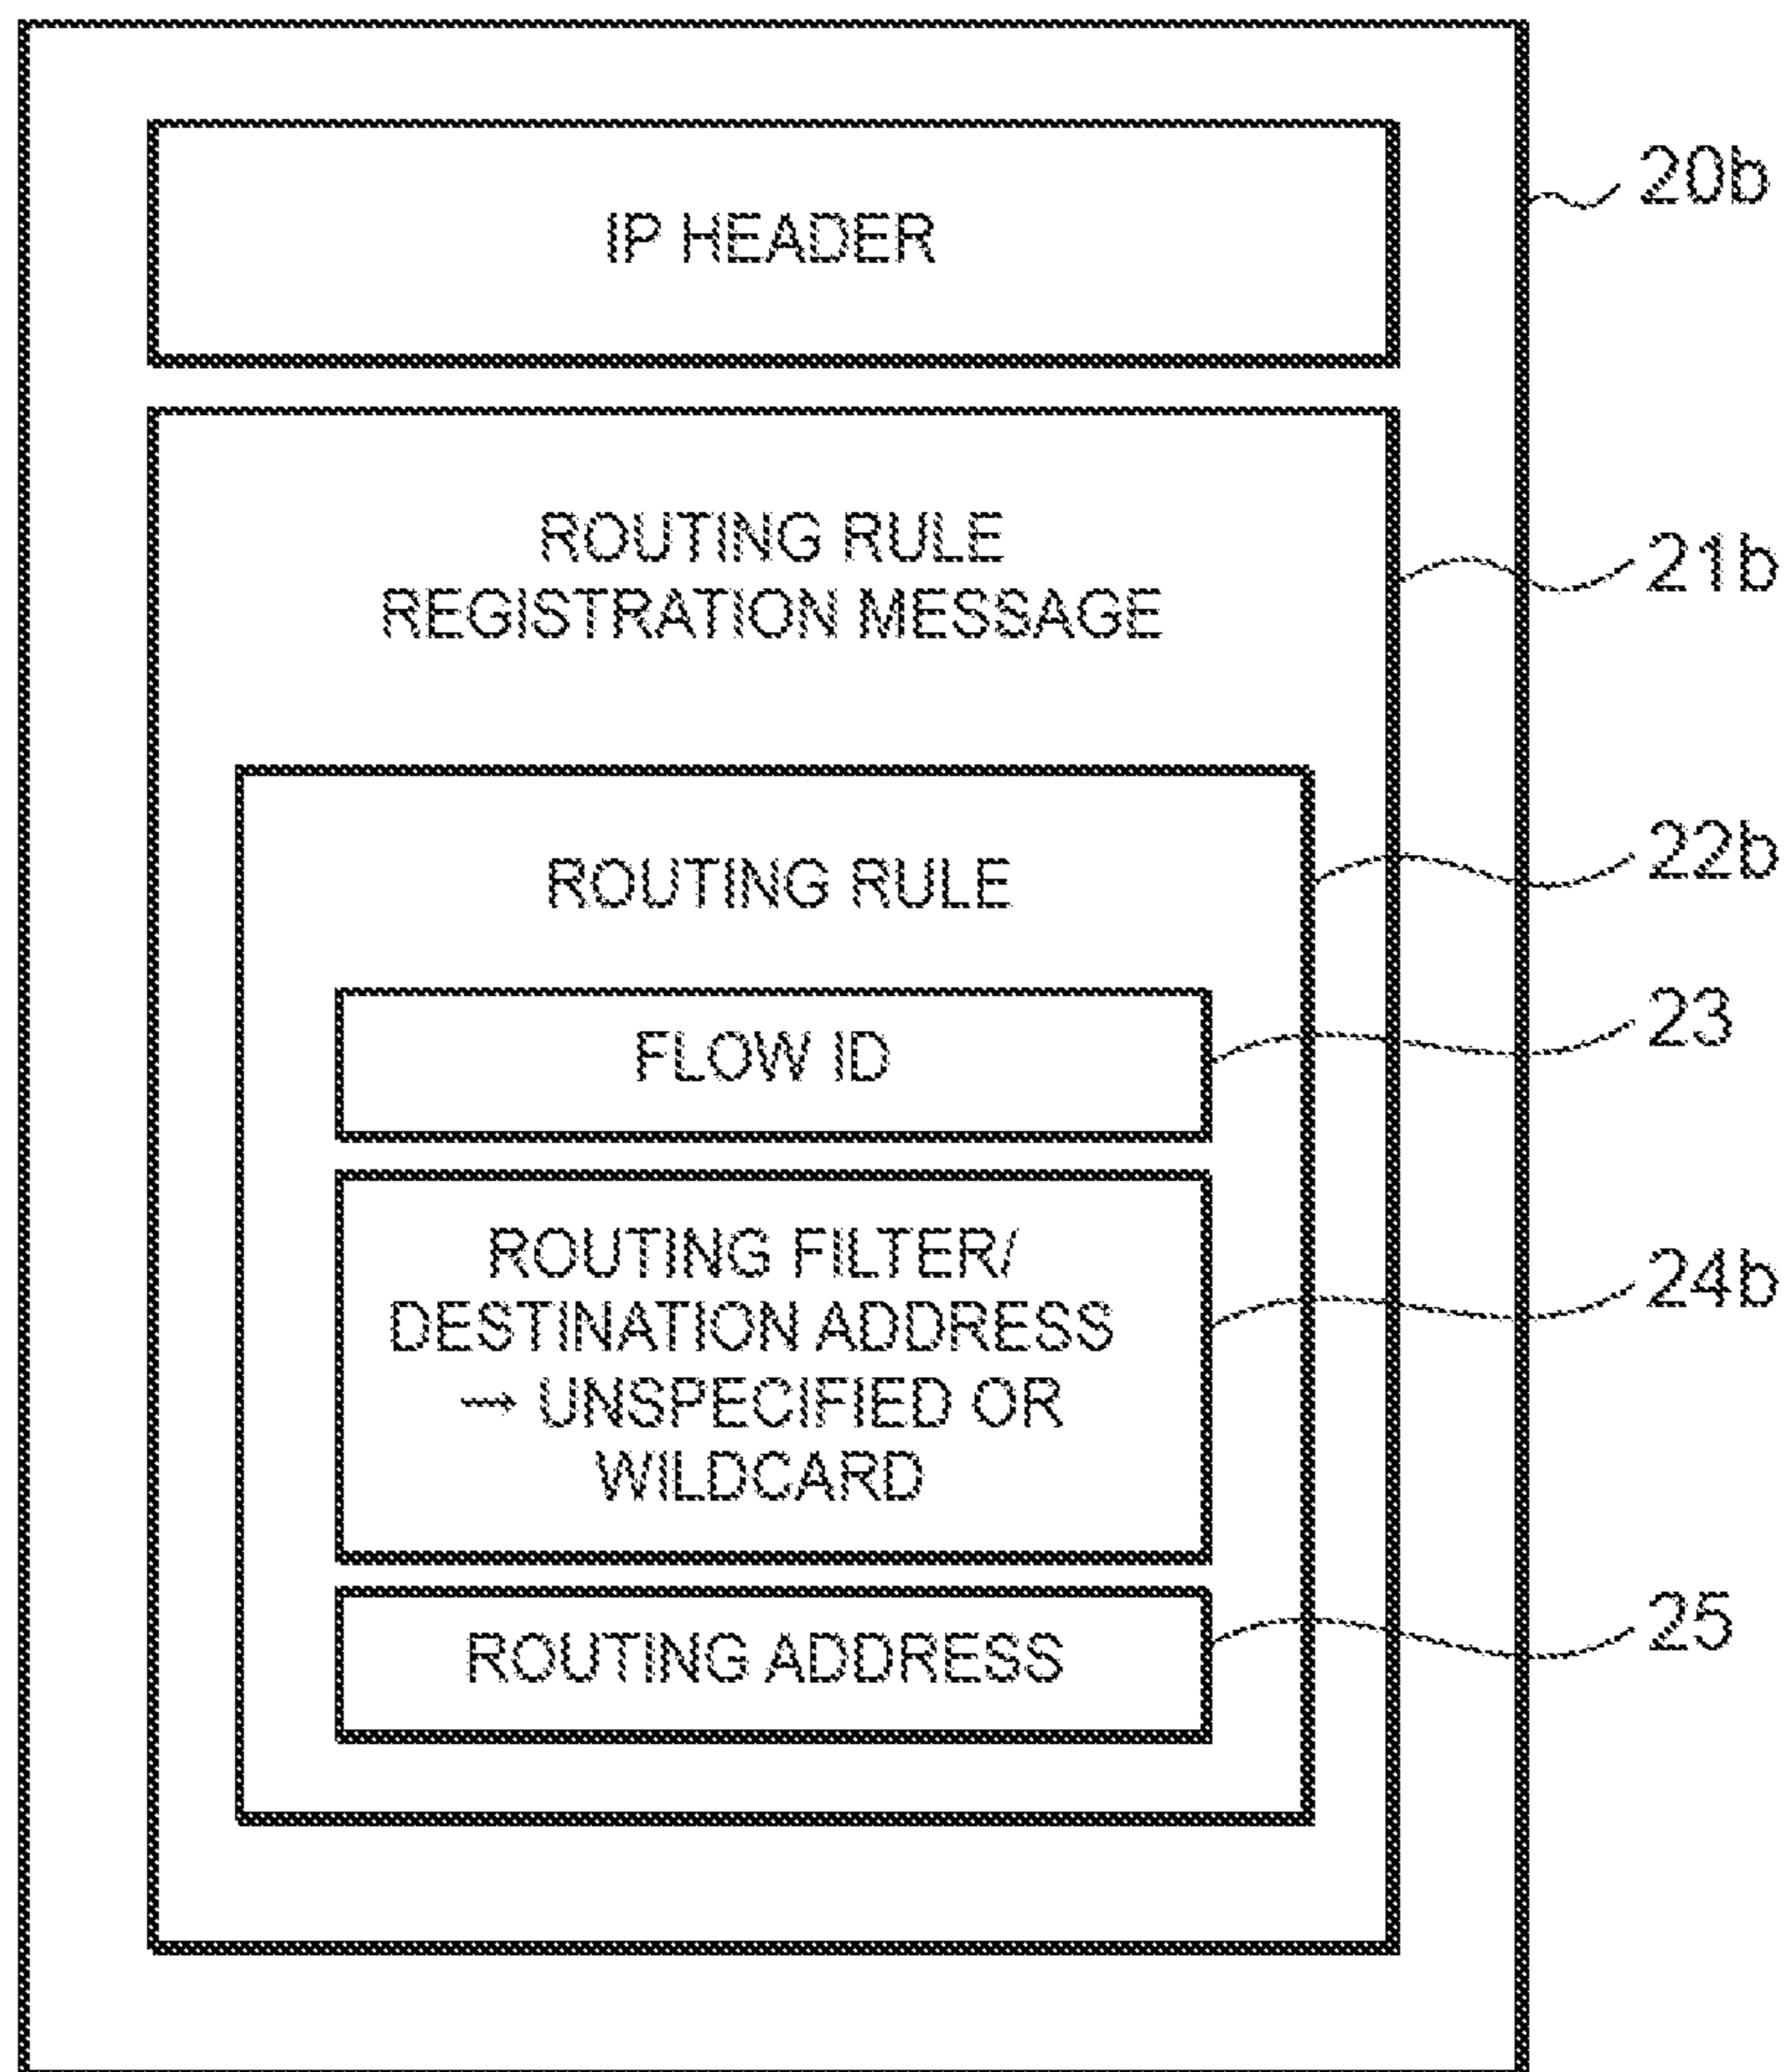 IP HEADER
20b
ROUTING RULE
REGISTRATION MESSAGE
21b
ROUTING RULE
22b
FLOW ID
23
ROUTING FILTER/
DESTINATION ADDRESS
→ UNSPECIFIED OR
WILDCARD
24b
ROUTING ADDRESS
25